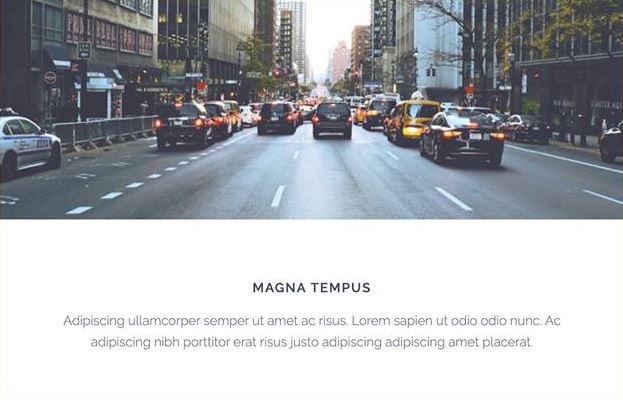 MAGNA TEMPUS
Adipiscing ullamcorper semper ut amet ac risus. Lorem sapien ut odio odio nunc. Ac
adipiscing nibh porttitor erat risus justo adipiscing adipiscing amet placerat.